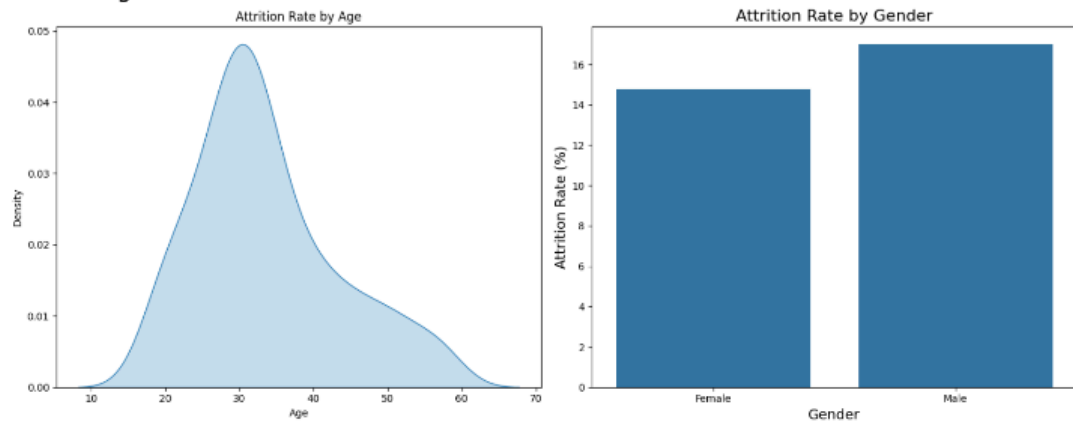 Attrition Rate by Age
Density
0.05
0.04
0.03
0.02
0.01
0.00
10 20 30 40 50 60 70
Age
Attrition Rate by Gender
Attrition Rate (%)
16
14
12
10
8
6
4
2
0
Female Male
Gender